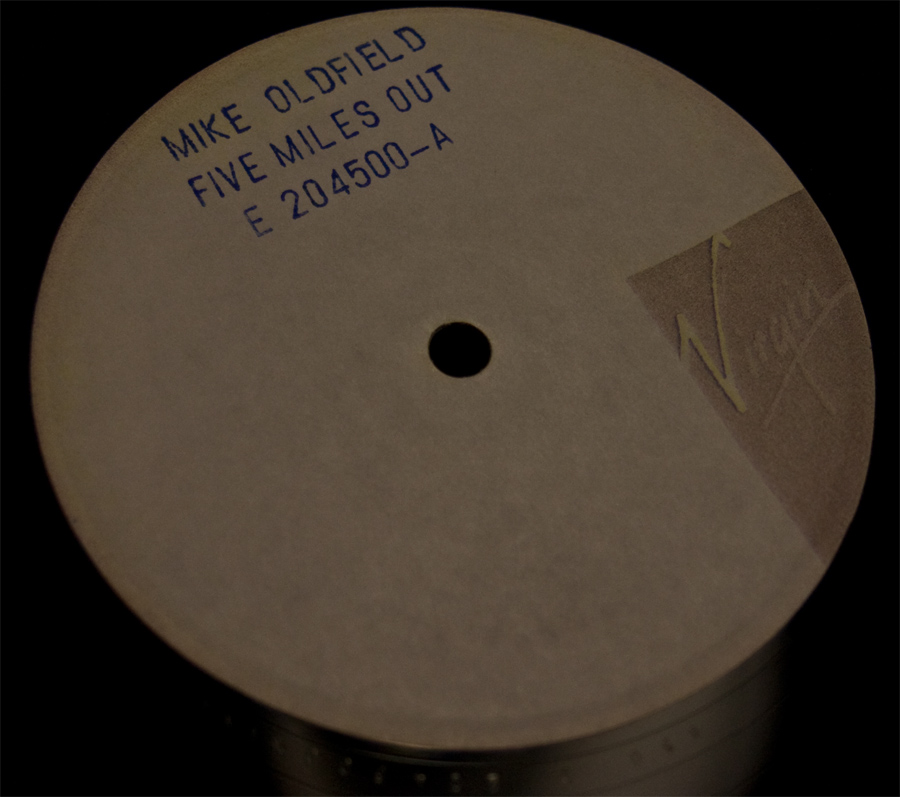 MIKE OLDFIELD
FIVE MILES OUT
E 204500-A
Virgin